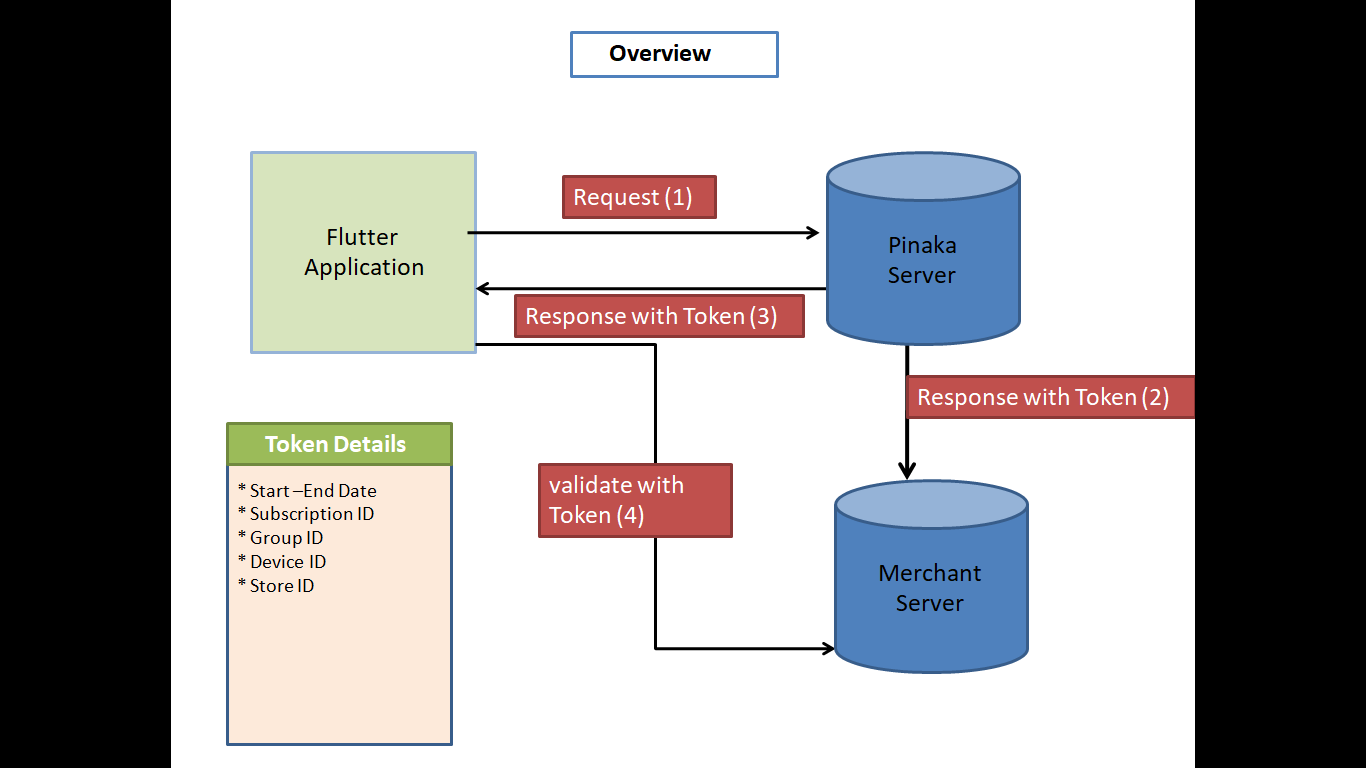 Overview
Request (1)
Flutter
Application
Pinaka
Server
Response with Token (3)
Response with Token (2)
Token Details
* Start –End Date
* Subscription ID
* Group ID
* Device ID
* Store ID
validate with
Token (4)
Merchant
Server